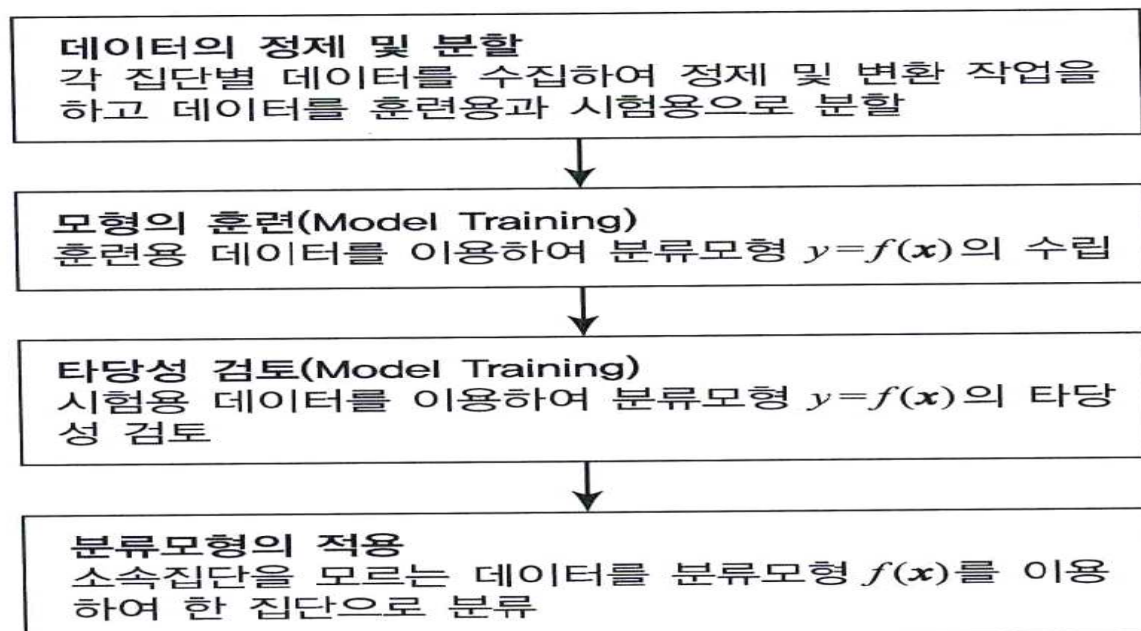 데이터의 정제 및 분할
각 집단별 데이터를 수집하여 정제 및 변환 작업을
하고 데이터를 훈련용과 시험용으로 분할
모형의 훈련(Model Training)
훈련용 데이터를 이용하여 분류모형 y=f(x)의 수립
타당성 검토(Model Training)
시험용 데이터를 이용하여 분류모형 y=f(x)의 타당
성 검토
분류모형의 적용
소속집단을 모르는 데이터를 분류모형 f(x)를 이용
하여 한 집단으로 분류